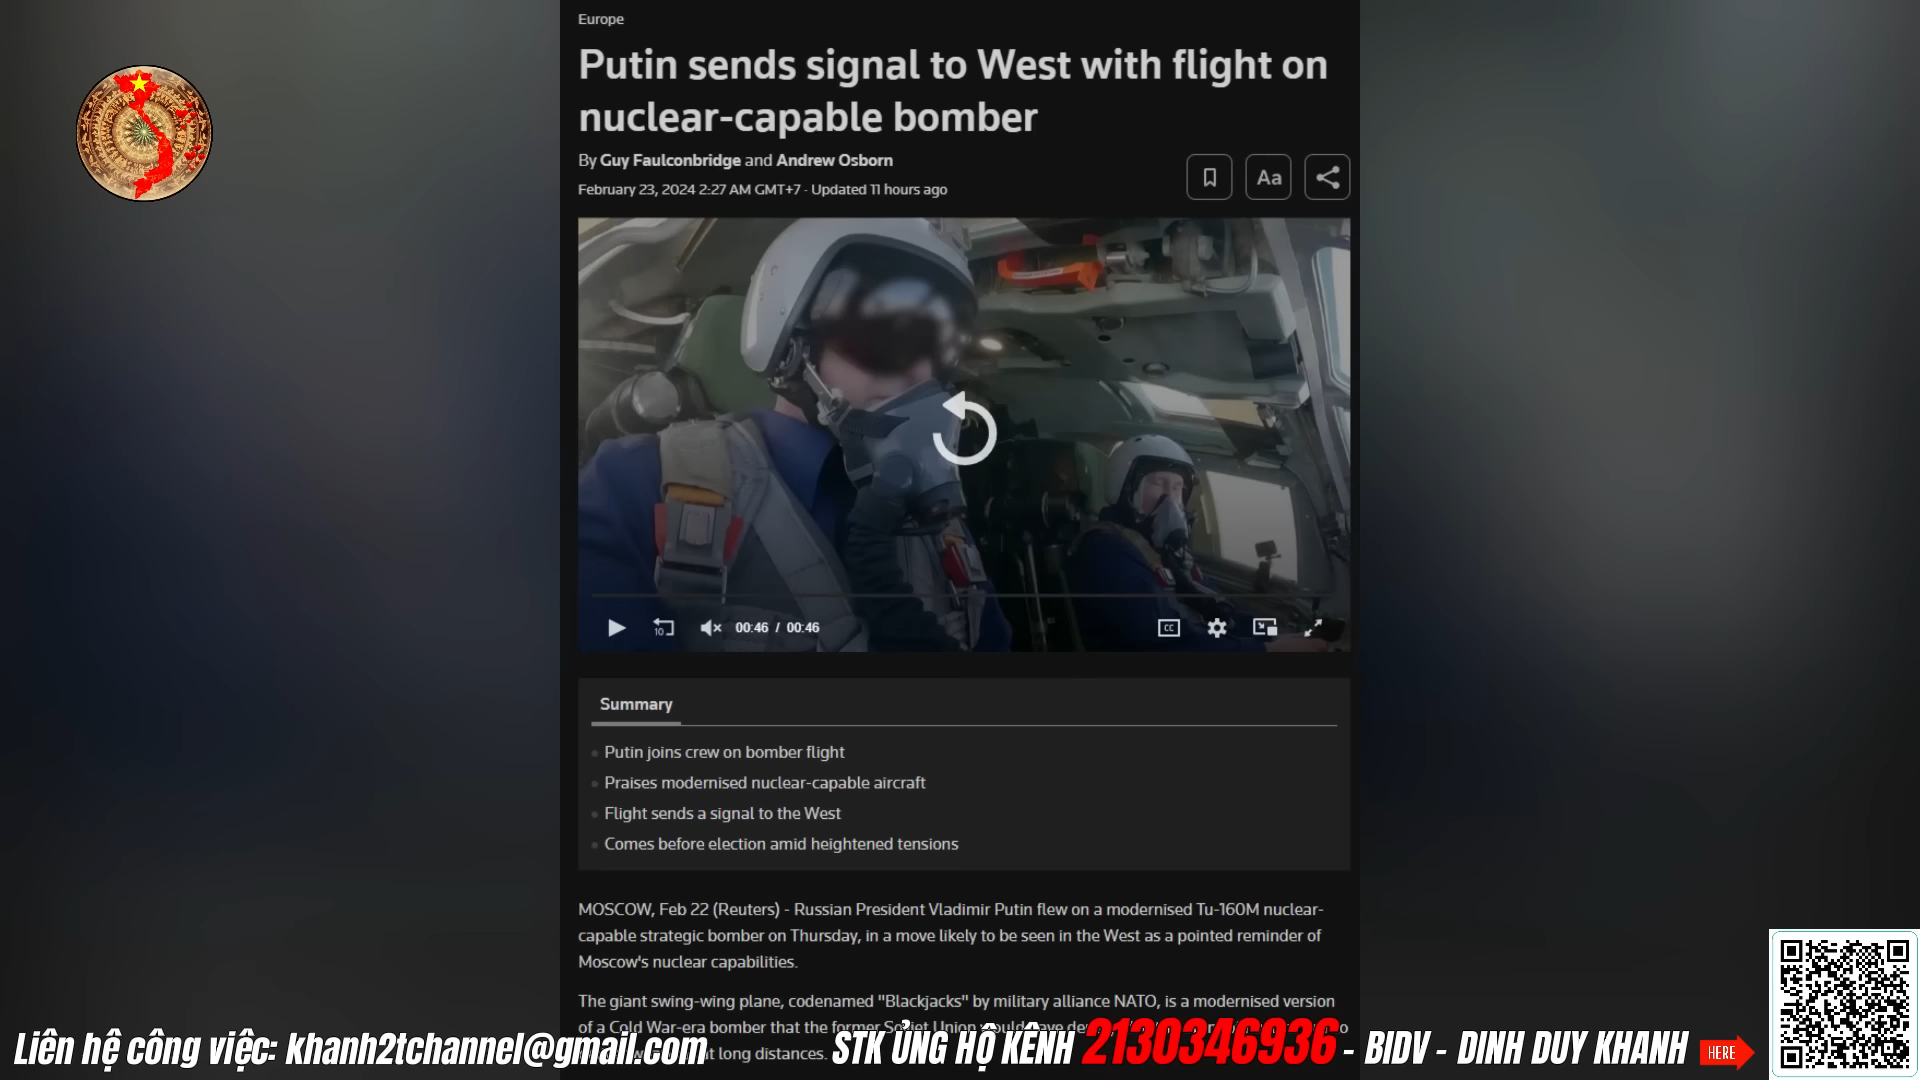 Europe
Putin sends signal to West with flight on
nuclear-capable bomber
By Guy Faulconbridge and Andrew Osborn
February 23, 2024 2:27 AM GMT+7 · Updated 11 hours ago
Aa
10
00:46 / 00:46
CC
Summary
Putin joins crew on bomber flight
Praises modernised nuclear-capable aircraft
Flight sends a signal to the West
Comes before election amid heightened tensions
MOSCOW, Feb 22 (Reuters) - Russian President Vladimir Putin flew on a modernised Tu-160M nuclear-
capable strategic bomber on Thursday, in a move likely to be seen in the West as a pointed reminder of
Moscow's nuclear capabilities.
The giant swing-wing plane, codenamed "Blackjacks" by military alliance NATO, is a modernised version
of a Cold War-era bomber that the former Soviet Union would have
long distances.
Liên hệ công việc: khanh2tchannel@gmail.com
STK ỦNG HỘ KÊNH 2130346936 - BIDV - DINH DUY KHANH
HERE